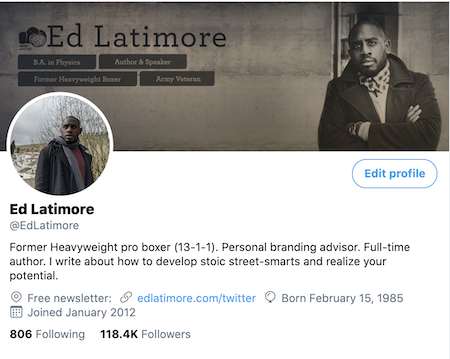 Ed Latimore
B.A. in Physics
Author & Speaker
Former Heavyweight Boxer
Army Veteran
Edit profile
Ed Latimore
@EdLatimore
Former Heavyweight pro boxer (13-1-1). Personal branding advisor. Full-time
author. I write about how to develop stoic street-smarts and realize your
potential.
Free newsletter: edlatimore.com/twitter Born February 15, 1985
Joined January 2012
806 Following 118.4K Followers